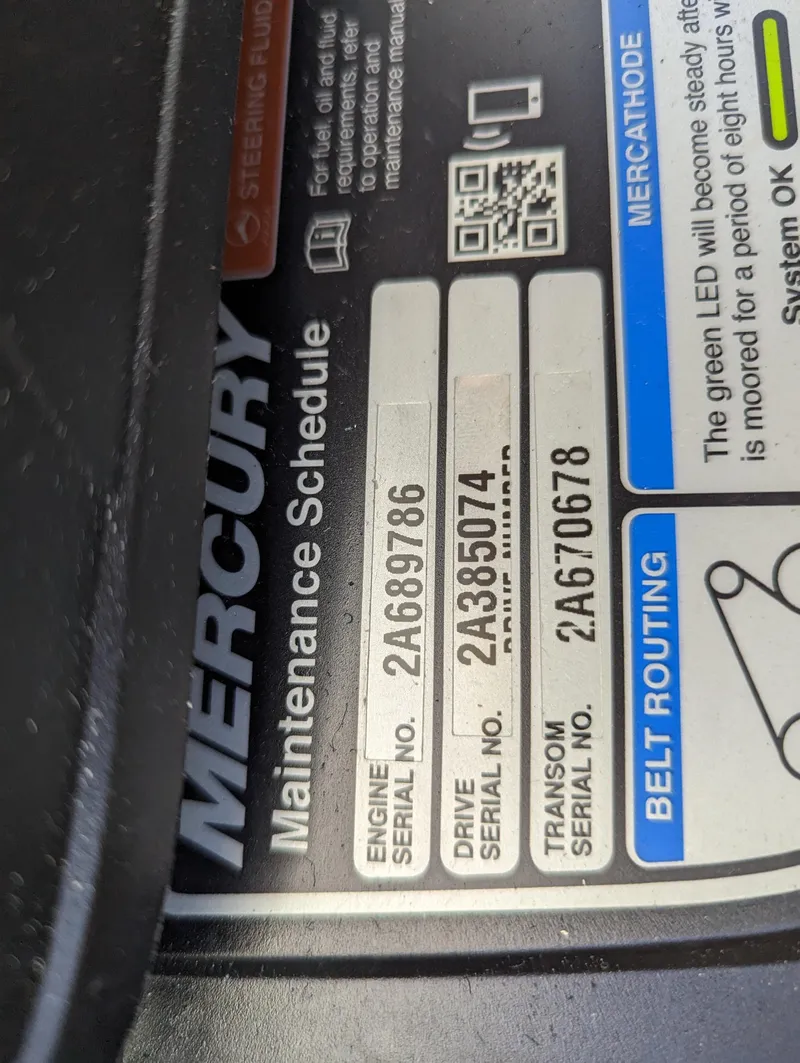 MERCURY
Maintenance Schedule
STEERING FLUID
For fuel, oil and fluid
requirements, refer
to operation and
maintenance manual
ENGINE
SERIAL NO.
2A689786
DRIVE
SERIAL NO.
2A385074
DRIVE NUMBER
TRANSOM
SERIAL NO.
2A670678
BELT ROUTING
MERCATHODE
The green LED will become steady afte
is moored for a period of eight hours w
System OK